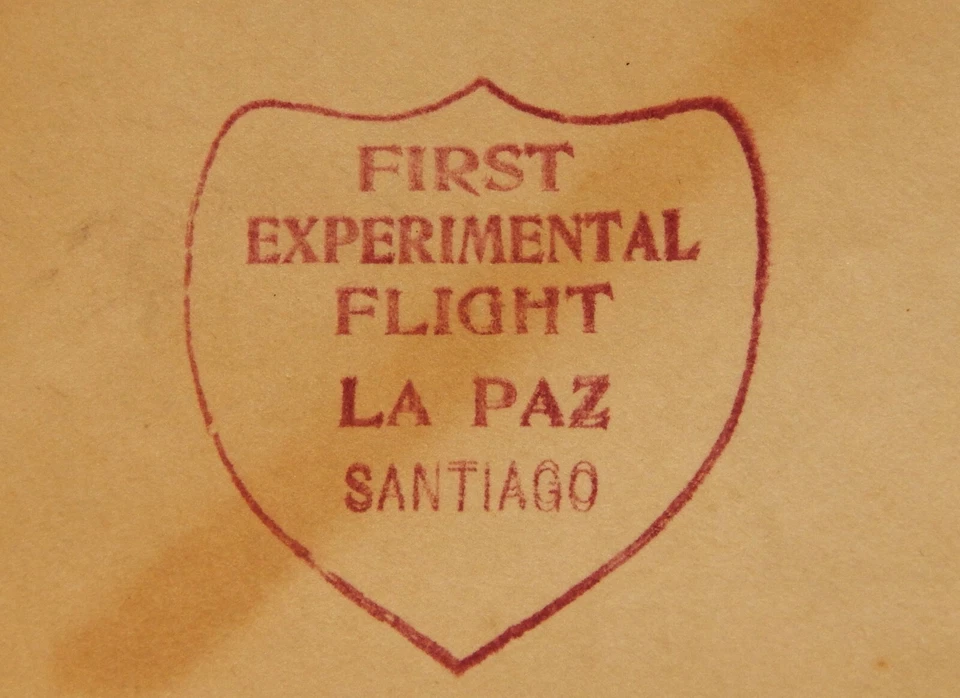 FIRST
EXPERIMENTAL
FLIGHT
LA PAZ
SANTIAGO